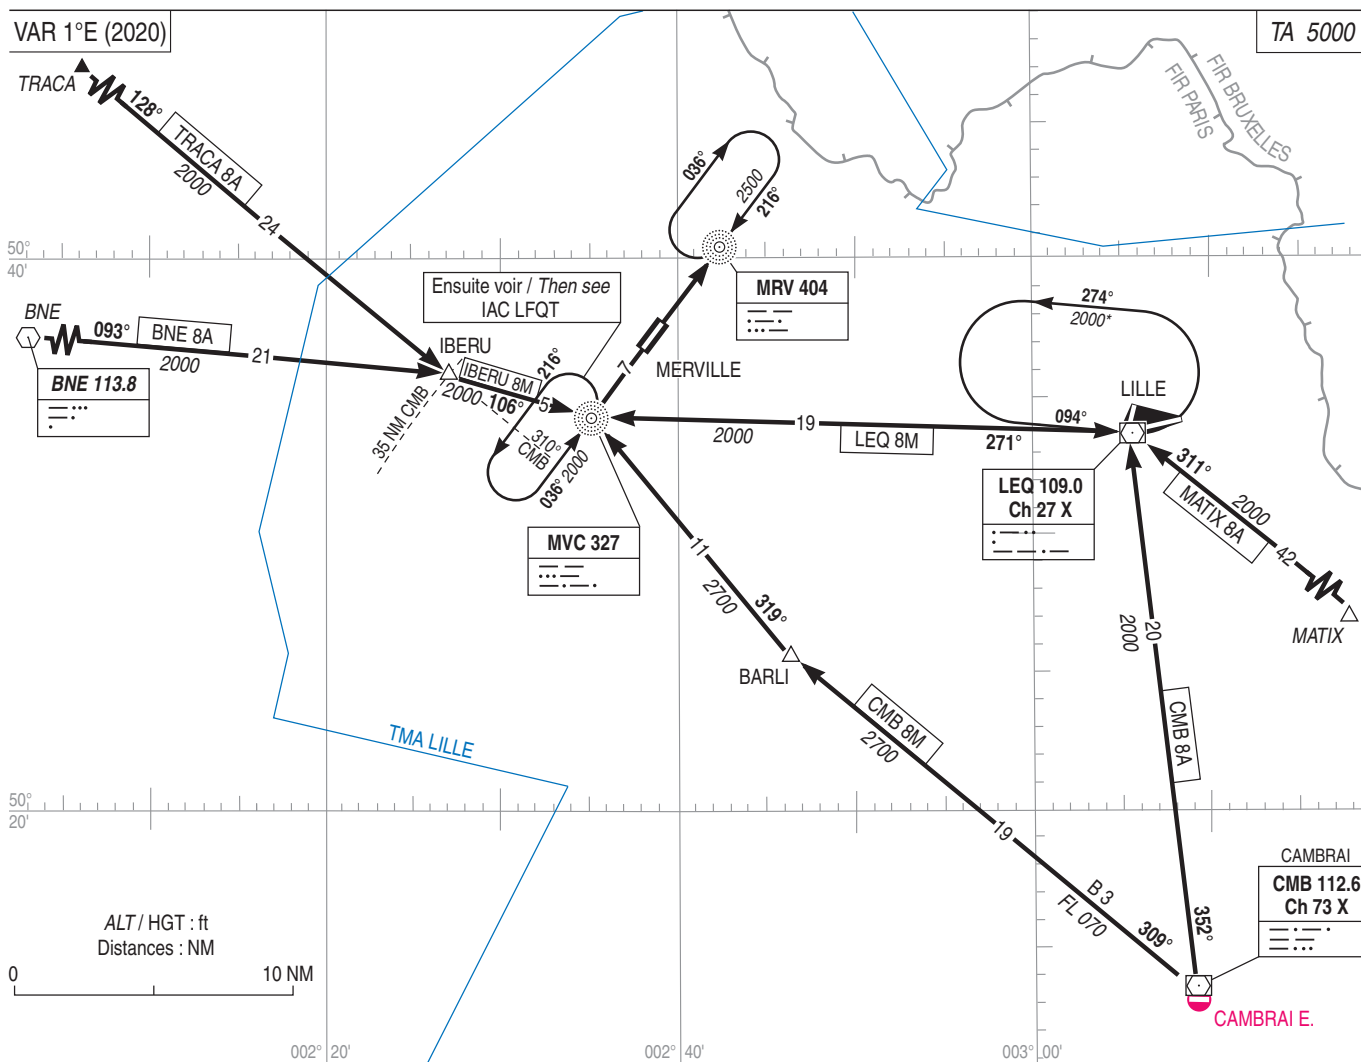 VAR 1°E (2020)
TA 5000
TRACA
128°
TRACA 8A
2000
24
FIR PARIS
FIR BRUXELLES
036°
2500
216°
50°
40'
Ensuite voir / Then see
IAC LFQT
MRV 404
BNE
093°
BNE 8A
2000
21
BNE 113.8
IBERU
IBERU 8M
2000
106°
5
216°
7
MERVILLE
274°
2000*
LILLE
094°
35 NM CMB
310°
CMB
036°
2000
2000
19
LEQ 8M
271°
LEQ 109.0
Ch 27 X
311°
2000
MATIX 8A
42
MATIX
MVC 327
11
2700
319°
BARLI
20
2000
CMB 8A
352°
TMA LILLE
CMB 8M
2700
19
50°
20'
B 3
FL 070
309°
CAMBRAI
CMB 112.6
Ch 73 X
CAMBRAI E.
ALT / HGT : ft
Distances : NM
0
10 NM
002° 20'
002° 40'
003° 00'